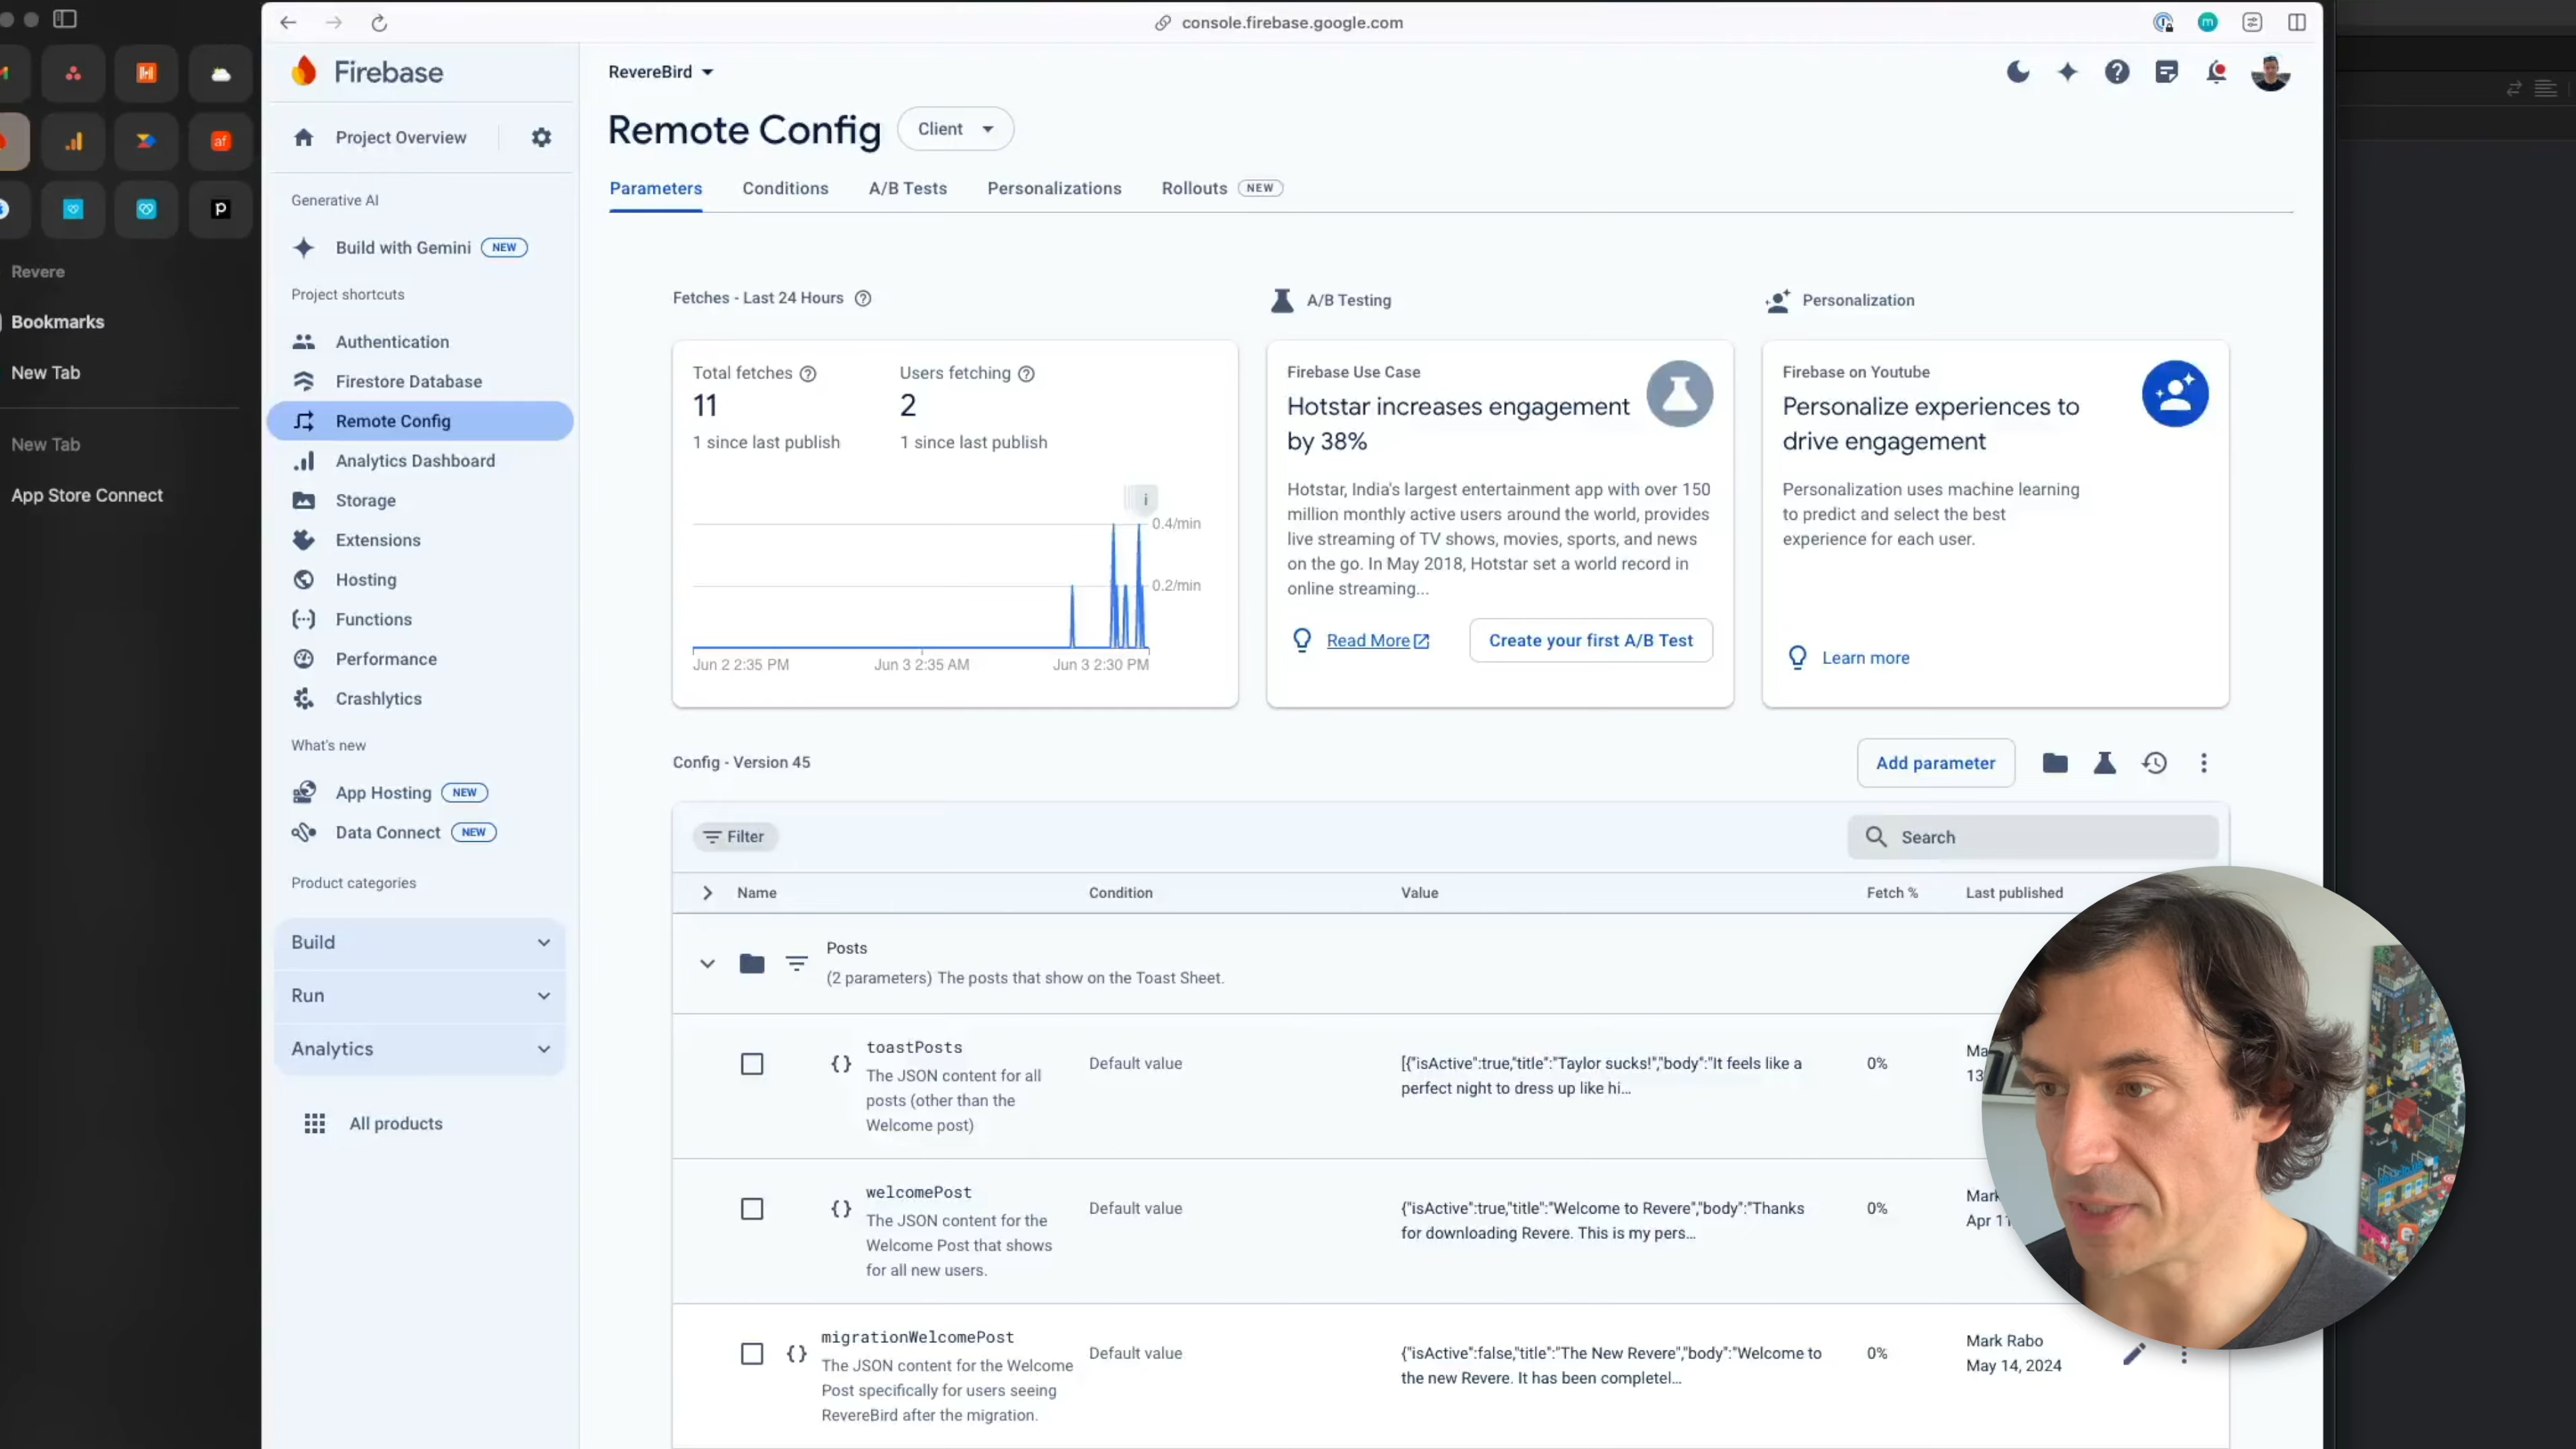 console.firebase.google.com
m
Firebase
RevereBird
Remote Config
Client
Project Overview
af
Parameters
Conditions
A/B Tests
Personalizations
Rollouts
NEW
Generative AI
p
Build with Gemini
NEW
Revere
Project shortcuts
Fetches - Last 24 Hours
A/B Testing
Personalization
Bookmarks
Authentication
New Tab
Firestore Database
Remote Config
New Tab
Analytics Dashboard
App Store Connect
Storage
Extensions
Hosting
Functions
Performance
Crashlytics
Total fetches
Users fetching
11
2
1 since last publish
1 since last publish
i
0.4/min
0.2/min
Jun 2 2:35 PM
Jun 3 2:35 AM
Jun 3 2:30 PM
Firebase Use Case
Hotstar increases engagement
by 38%
Hotstar, India's largest entertainment app with over 150
million monthly active users around the world, provides
live streaming of TV shows, movies, sports, and news
on the go. In May 2018, Hotstar set a world record in
online streaming...
Read More
Create your first A/B Test
Firebase on Youtube
Personalize experiences to
drive engagement
Personalization uses machine learning
to predict and select the best
experience for each user.
Learn more
What's new
App Hosting
NEW
Data Connect
NEW
Product categories
Build
Run
Analytics
All products
Config - Version 45
Add parameter
Filter
Search
Name
Condition
Value
Fetch %
Last published
Posts
(2 parameters) The posts that show on the Toast Sheet.
toastPosts
The JSON content for all
posts (other than the
Welcome post)
Default value
[{"isActive":true,"title":"Taylor sucks!","body":"It feels like a
perfect night to dress up like hi...
0%
Ma
13
welcomePost
The JSON content for the
Welcome Post that shows
for all new users.
Default value
{"isActive":true,"title":"Welcome to Revere","body":"Thanks
for downloading Revere. This is my pers...
0%
Mark
Apr 11
migrationWelcomePost
The JSON content for the Welcome
Post specifically for users seeing
RevereBird after the migration.
Default value
{"isActive":false,"title":"The New Revere","body":"Welcome to
the new Revere. It has been completel...
0%
Mark Rabo
May 14, 2024